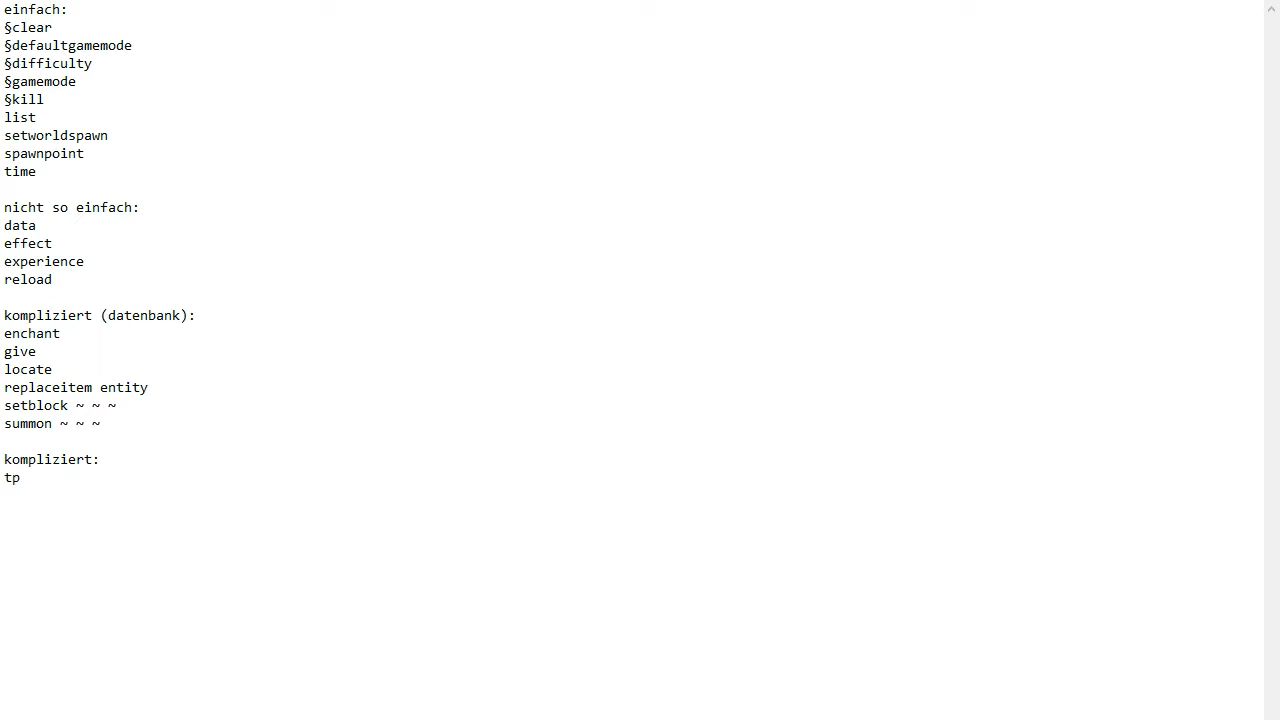 einfach:
§clear
§defaultgamemode
§difficulty
§gamemode
§kill
list
setworldspawn
spawnpoint
time

nicht so einfach:
data
effect
experience
reload

kompliziert (datenbank):
enchant
give
locate
replaceitem entity
setblock ~ ~ ~
summon ~ ~ ~

kompliziert:
tp